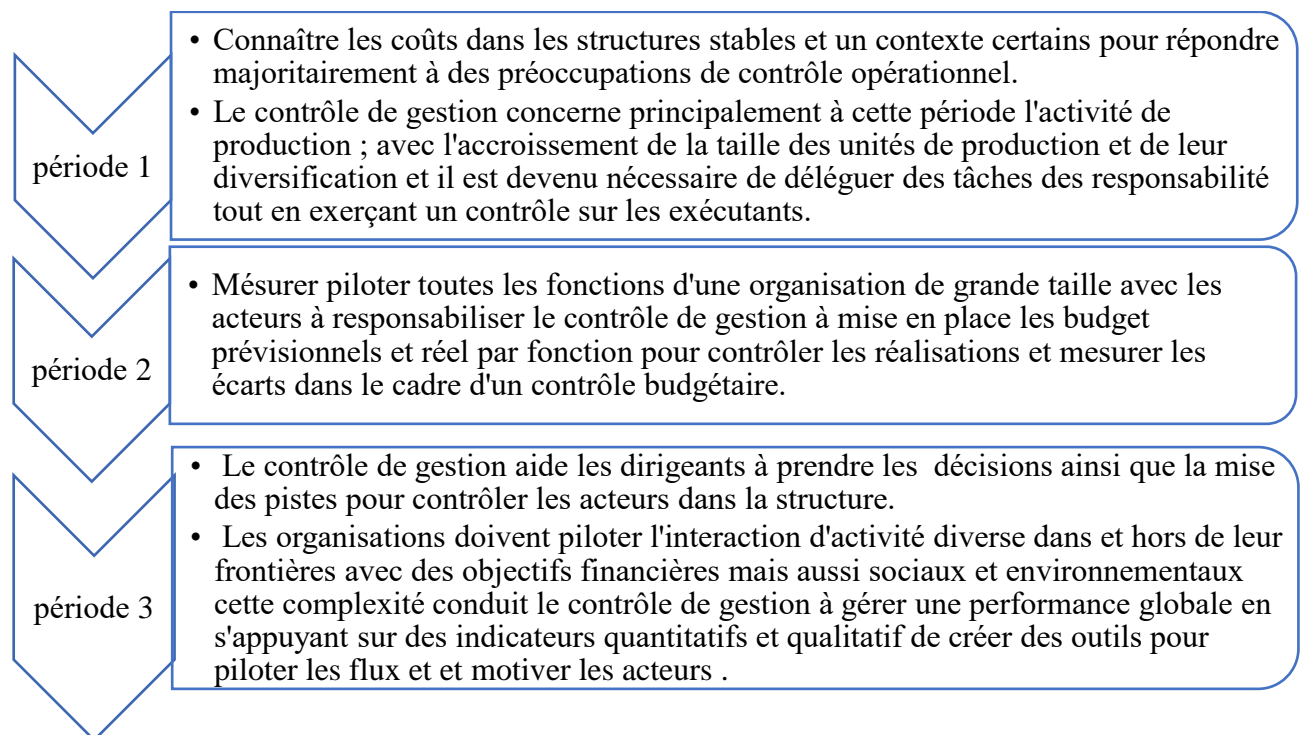 période 1
• Connaître les coûts dans les structures stables et un contexte certains pour répondre
majoritairement à des préoccupations de contrôle opérationnel.
• Le contrôle de gestion concerne principalement à cette période l'activité de
production ; avec l'accroissement de la taille des unités de production et de leur
diversification et il est devenu nécessaire de déléguer des tâches des responsabilité
tout en exerçant un contrôle sur les exécutants.
période 2
• Mésurer piloter toutes les fonctions d'une organisation de grande taille avec les
acteurs à responsabiliser le contrôle de gestion à mise en place les budget
prévisionnels et réel par fonction pour contrôler les réalisations et mesurer les
écarts dans le cadre d'un contrôle budgétaire.
période 3
• Le contrôle de gestion aide les dirigeants à prendre les décisions ainsi que la mise
des pistes pour contrôler les acteurs dans la structure.
• Les organisations doivent piloter l'interaction d'activité diverse dans et hors de leur
frontières avec des objectifs financières mais aussi sociaux et environnementaux
cette complexité conduit le contrôle de gestion à gérer une performance globale en
s'appuyant sur des indicateurs quantitatifs et qualitatif de créer des outils pour
piloter les flux et et motiver les acteurs .